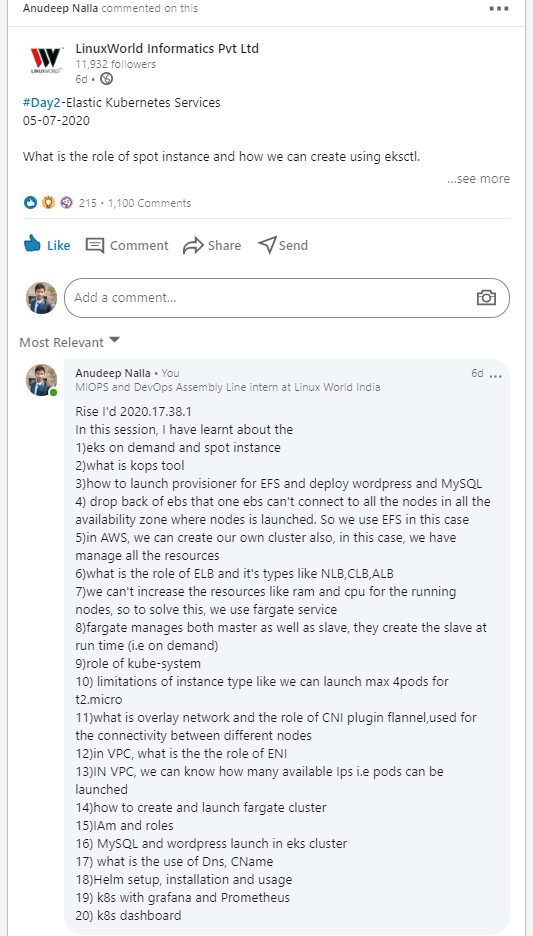 Anudeep Nalla commented on this
LINUXWORLD
LinuxWorld Informatics Pvt Ltd
11,932 followers
6d •
#Day2-Elastic Kubernetes Services
05-07-2020
What is the role of spot instance and how we can create using eksctl.
...see more
215 • 1,100 Comments
Like Comment Share Send
Add a comment...
Most Relevant
Anudeep Nalla • You 6d ...
MIOPS and DevOps Assembly Line intern at Linux World India
Rise I'd 2020.17.38.1
In this session, I have learnt about the
1)eks on demand and spot instance
2)what is kops tool
3)how to launch provisioner for EFS and deploy wordpress and MySQL
4) drop back of ebs that one ebs can't connect to all the nodes in all the
availability zone where nodes is launched. So we use EFS in this case
5)in AWS, we can create our own cluster also, in this case, we have
manage all the resources
6)what is the role of ELB and it's types like NLB,CLB,ALB
7)we can't increase the resources like ram and cpu for the running
nodes, so to solve this, we use fargate service
8)fargate manages both master as well as slave, they create the slave at
run time (i.e on demand)
9)role of kube-system
10) limitations of instance type like we can launch max 4pods for
t2.micro
11)what is overlay network and the role of CNI plugin flannel,used for
the connectivity between different nodes
12)in VPC, what is the the role of ENI
13)IN VPC, we can know how many available Ips i.e pods can be
launched
14)how to create and launch fargate cluster
15)IAm and roles
16) MySQL and wordpress launch in eks cluster
17) what is the use of Dns, CName
18)Helm setup, installation and usage
19) k8s with grafana and Prometheus
20) k8s dashboard